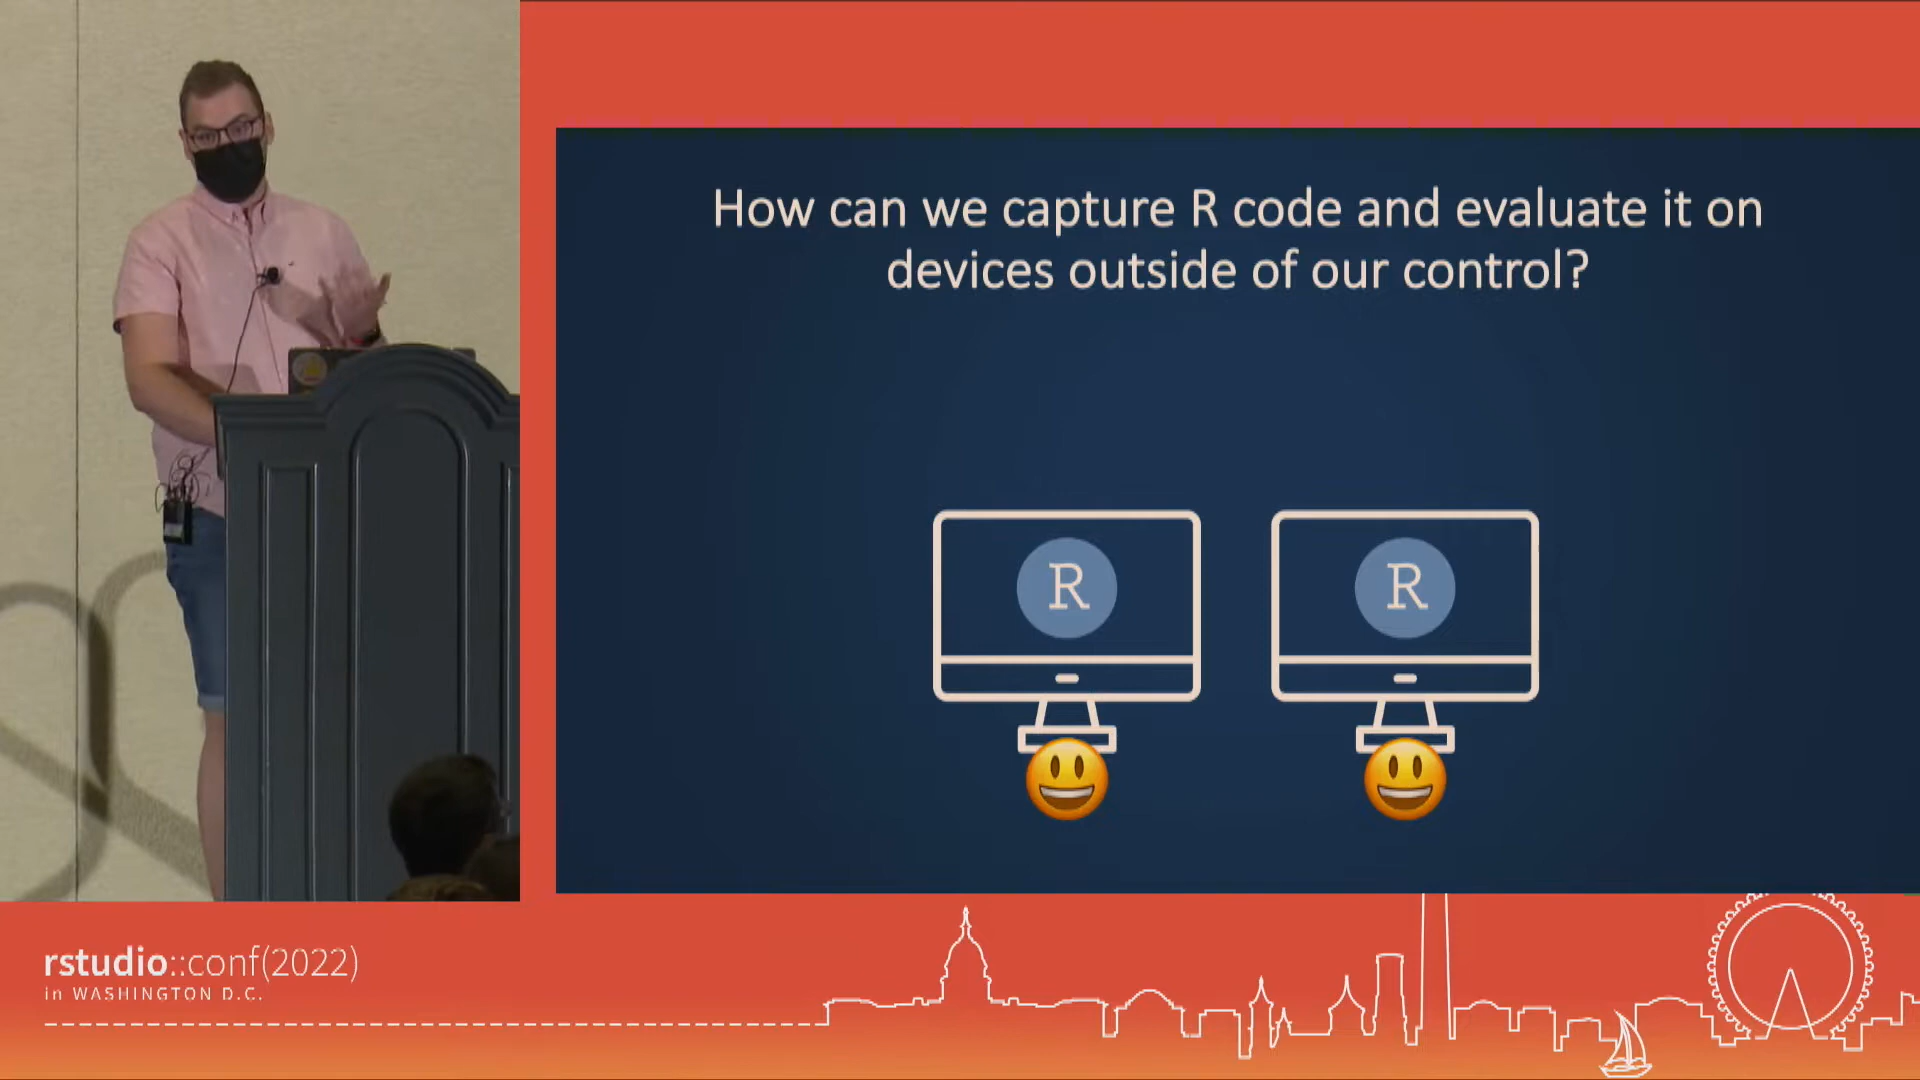 How can we capture R code and evaluate it on
devices outside of our control?
R
R
rstudio::conf(2022)
in WASHINGTON D.C.